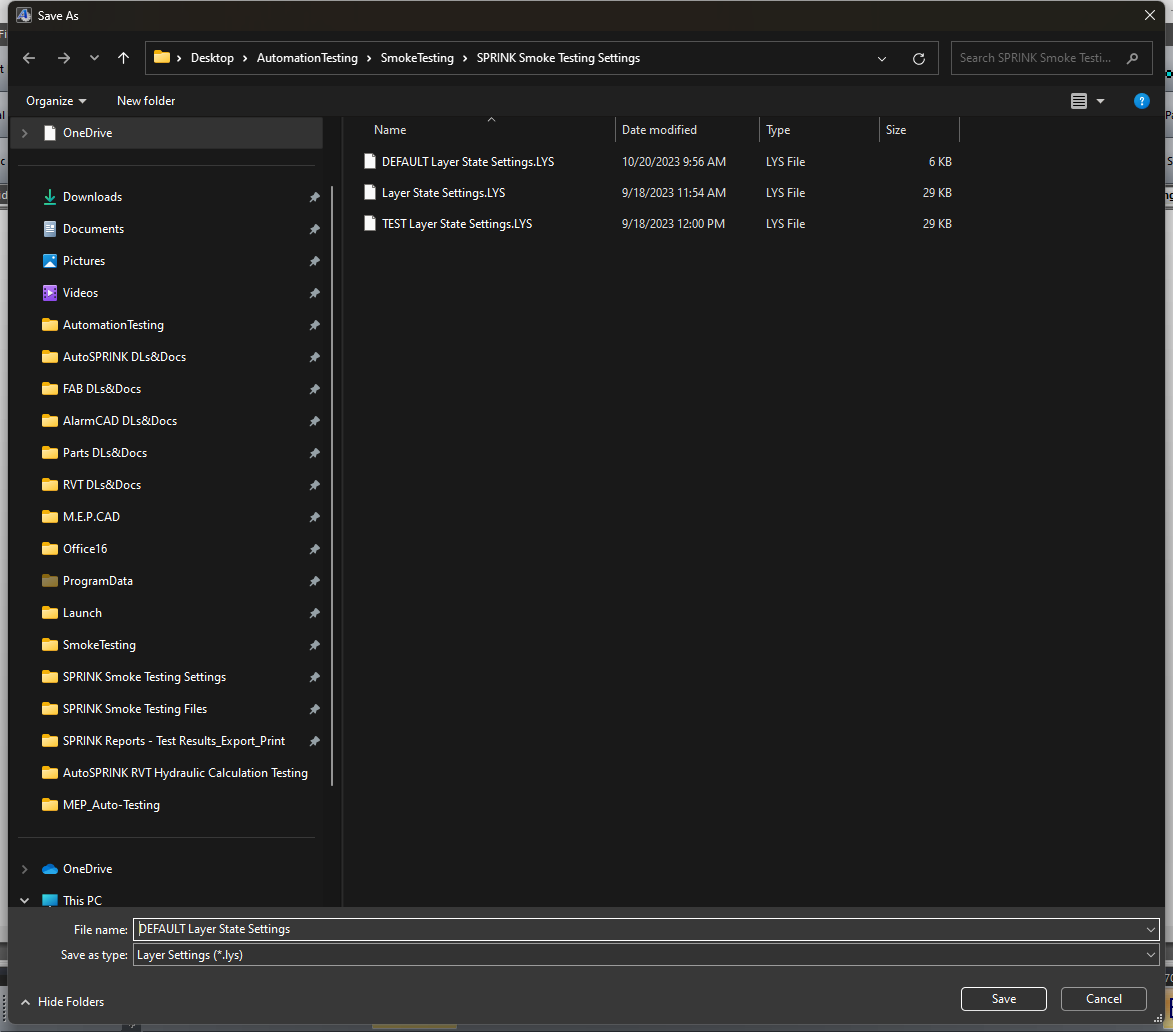 Save As
Desktop > AutomationTesting > SmokeTesting > SPRINK Smoke Testing Settings
Search SPRINK Smoke Testi...
Organize
New folder
OneDrive
Downloads
Documents
Pictures
Videos
AutomationTesting
AutoSPRINK DLs&Docs
FAB DLs&Docs
AlarmCAD DLs&Docs
Parts DLs&Docs
RVT DLs&Docs
M.E.P.CAD
Office16
ProgramData
Launch
SmokeTesting
SPRINK Smoke Testing Settings
SPRINK Smoke Testing Files
SPRINK Reports - Test Results_Export_Print
AutoSPRINK RVT Hydraulic Calculation Testing
MEP_Auto-Testing
OneDrive
This PC
Name Date modified Type Size
DEFAULT Layer State Settings.LYS 10/20/2023 9:56 AM LYS File 6 KB
Layer State Settings.LYS 9/18/2023 11:54 AM LYS File 29 KB
TEST Layer State Settings.LYS 9/18/2023 12:00 PM LYS File 29 KB
File name: DEFAULT Layer State Settings
Save as type: Layer Settings (*.lys)
Hide Folders
Save
Cancel